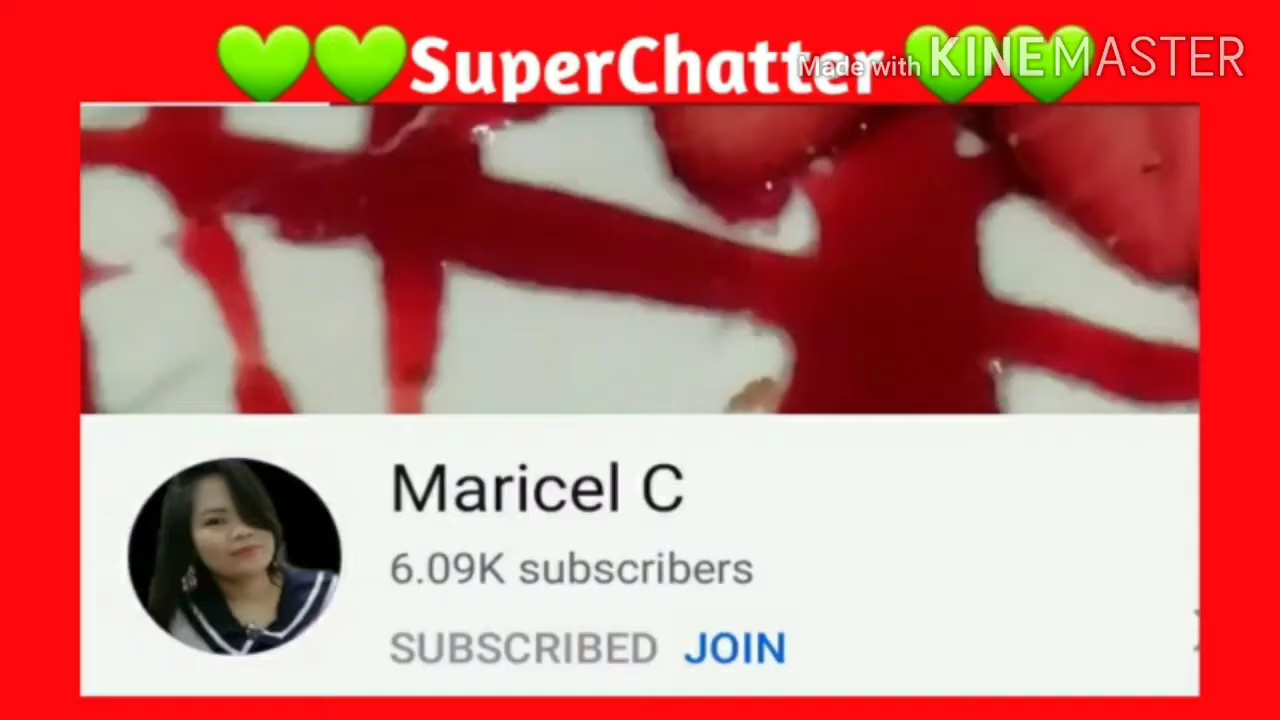 💚💚SuperChatter💚💚
Made with KINEMASTER
Maricel C
6.09K subscribers
SUBSCRIBED JOIN